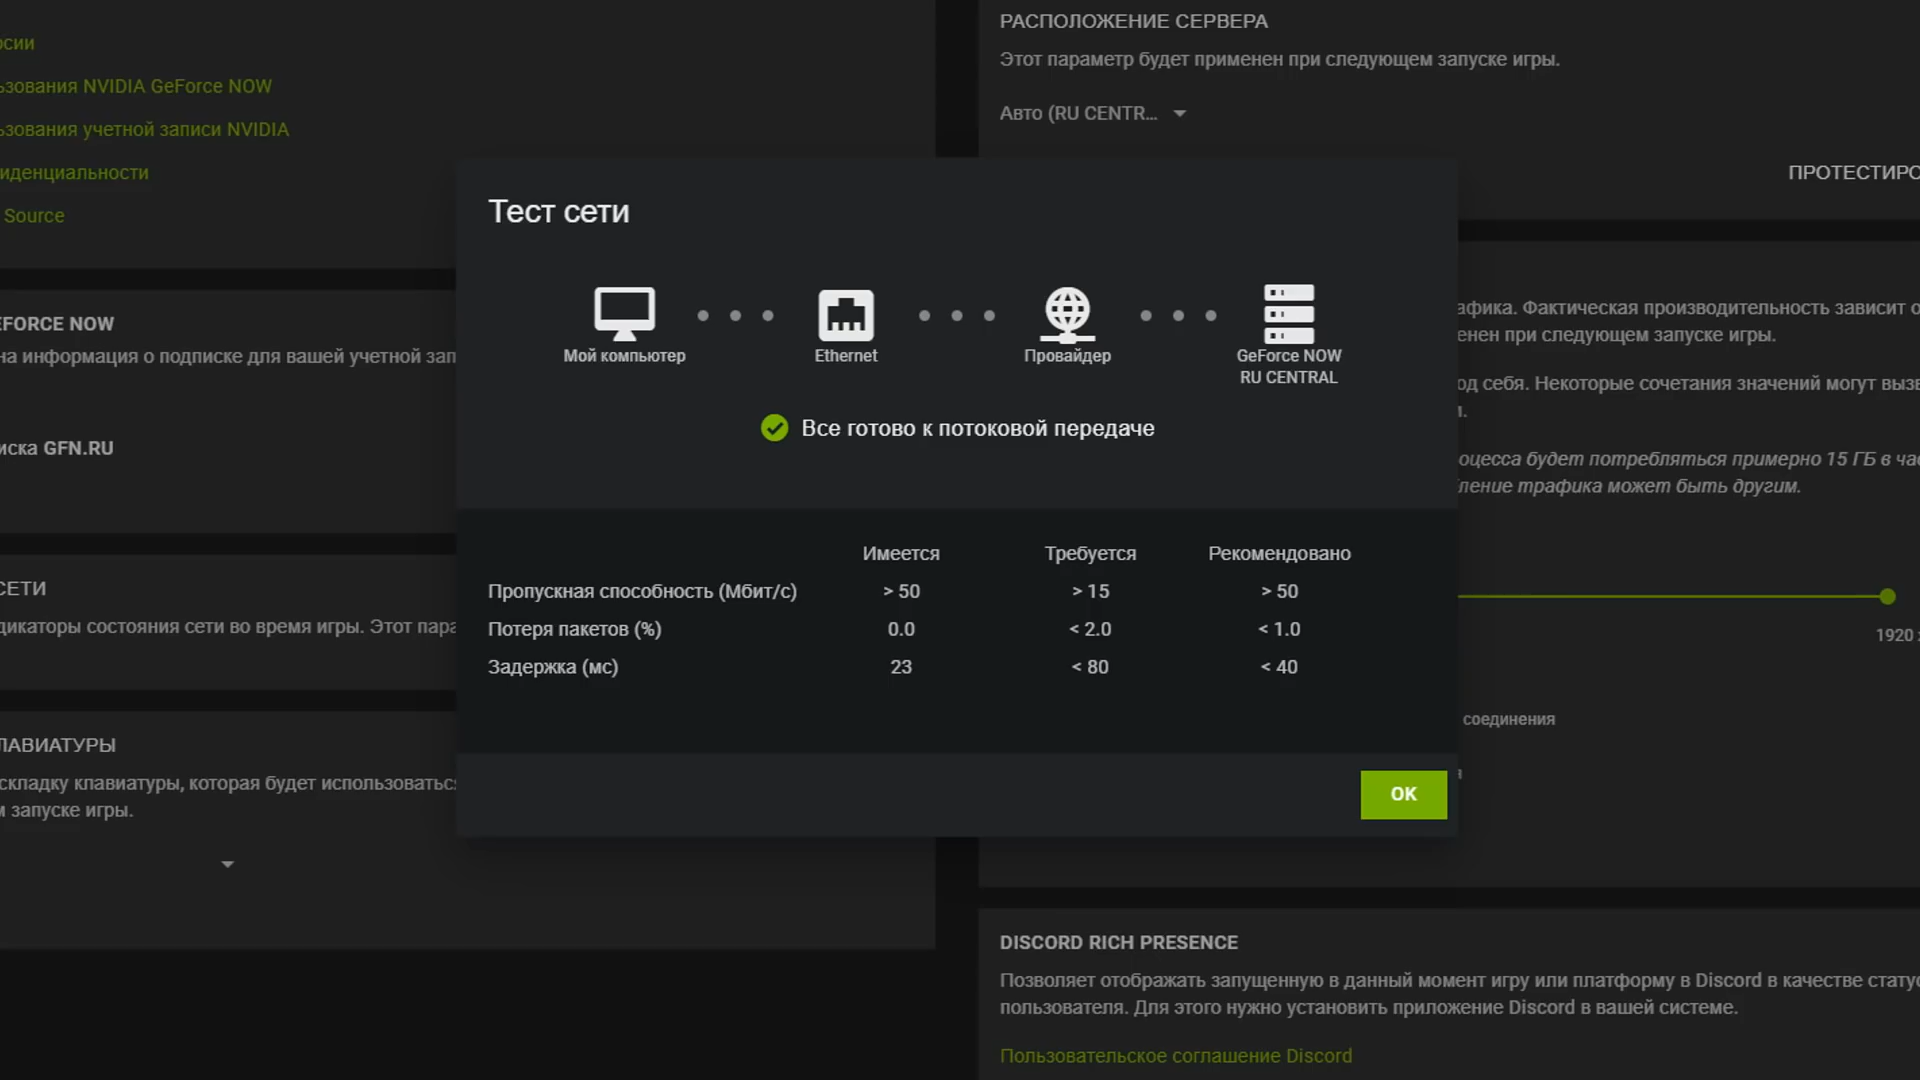 РАСПОЛОЖЕНИЕ СЕРВЕРА
Этот параметр будет применен при следующем запуске игры.
Авто (RU CENTR...
ПРОТЕСТИРО
рсии
ьзования NVIDIA GeForce NOW
ьзования учетной записи NVIDIA
иденциальности
Source
EFORCE NOW
на информация о подписке для вашей учетной зап
иска GFN.RU
СЕТИ
дикаторы состояния сети во время игры. Этот пара
ЛАВИАТУРЫ
складку клавиатуры, которая будет использоватьс
м запуске игры.
Тест сети
Мой компьютер
Ethernet
Провайдер
GeForce NOW
RU CENTRAL
Все готово к потоковой передаче
Имеется Требуется Рекомендовано
Пропускная способность (Мбит/с) > 50 > 15 > 50
Потеря пакетов (%) 0.0 < 2.0 < 1.0
Задержка (мс) 23 < 80 < 40
OK
афика. Фактическая производительность зависит о
енен при следующем запуске игры.
од себя. Некоторые сочетания значений могут вызв
оцесса будет потребляться примерно 15 ГБ в час
ление трафика может быть другим.
1920
соединения
DISCORD RICH PRESENCE
Позволяет отображать запущенную в данный момент игру или платформу в Discord в качестве стату
пользователя. Для этого нужно установить приложение Discord в вашей системе.
Пользовательское соглашение Discord